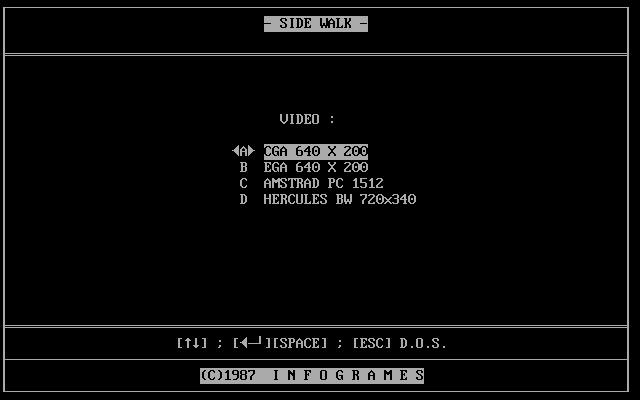 - SIDE WALK -
VIDEO :
◄A► CGA 640 X 200
B EGA 640 X 200
C AMSTRAD PC 1512
D HERCULES BW 720x340
[↑↓] ; [◄┘][SPACE] ; [ESC] D.O.S.
(C)1987 I N F O G R A M E S